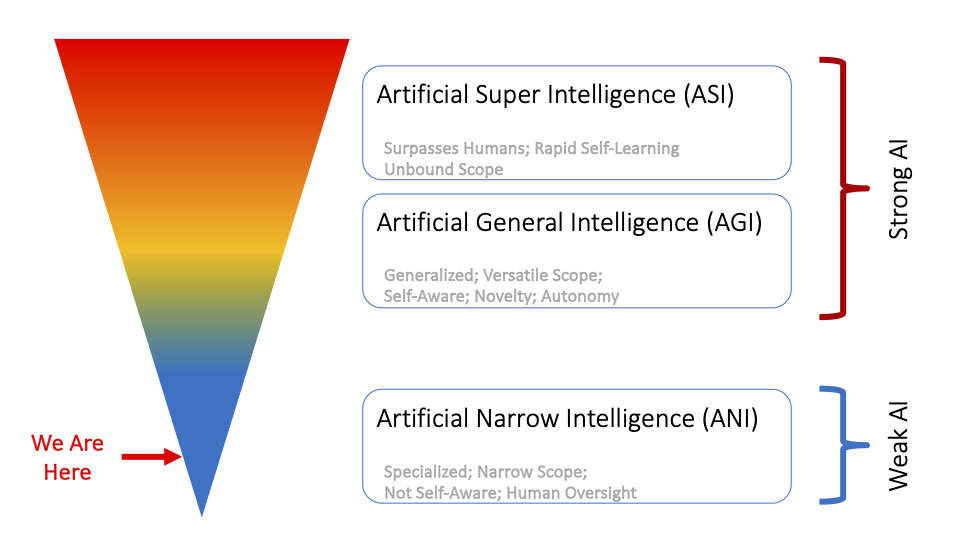 Artificial Super Intelligence (ASI)
Surpasses Humans; Rapid Self-Learning
Unbound Scope
Artificial General Intelligence (AGI)
Generalized; Versatile Scope;
Self-Aware; Novelty; Autonomy
Strong AI
Artificial Narrow Intelligence (ANI)
Specialized; Narrow Scope;
Not Self-Aware; Human Oversight
Weak AI
We Are
Here